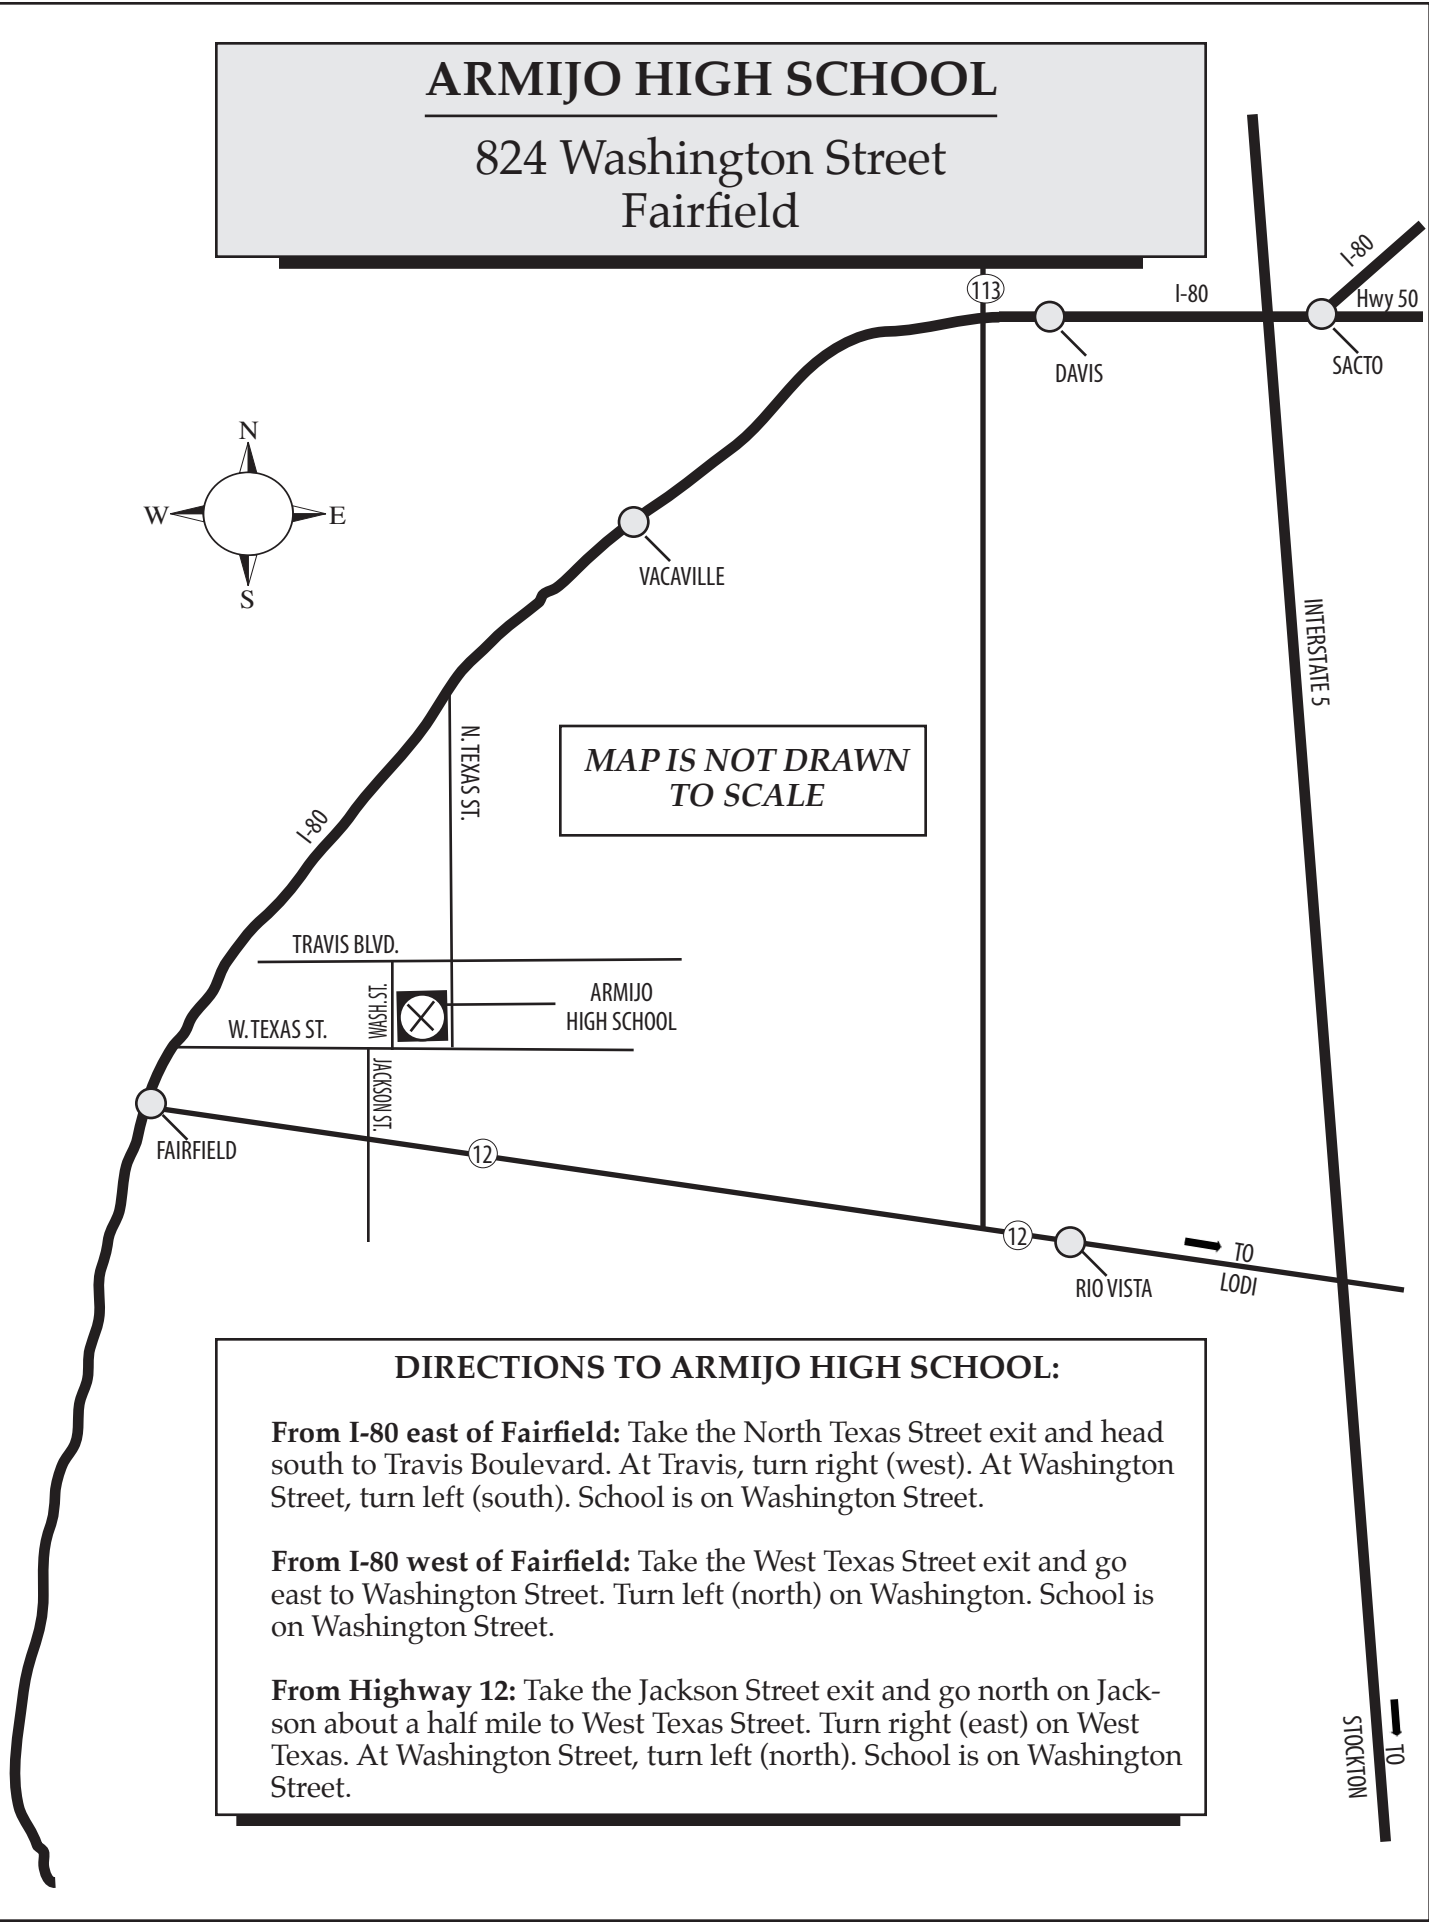 ARMIJO HIGH SCHOOL
824 Washington Street
Fairfield
113
I-80
I-80
Hwy 50
DAVIS
SACTO
N
W
E
S
VACAVILLE
INTERSTATE 5
N. TEXAS ST.
MAP IS NOT DRAWN
TO SCALE
I-80
TRAVIS BLVD.
WASH.ST.
ARMIJO
HIGH SCHOOL
W. TEXAS ST.
JACKSON ST.
FAIRFIELD
12
12
TO
LODI
RIO VISTA
DIRECTIONS TO ARMIJO HIGH SCHOOL:
From I-80 east of Fairfield: Take the North Texas Street exit and head
south to Travis Boulevard. At Travis, turn right (west). At Washington
Street, turn left (south). School is on Washington Street.
From I-80 west of Fairfield: Take the West Texas Street exit and go
east to Washington Street. Turn left (north) on Washington. School is
on Washington Street.
From Highway 12: Take the Jackson Street exit and go north on Jack-
son about a half mile to West Texas Street. Turn right (east) on West
Texas. At Washington Street, turn left (north). School is on Washington
Street.
TO
STOCKTON